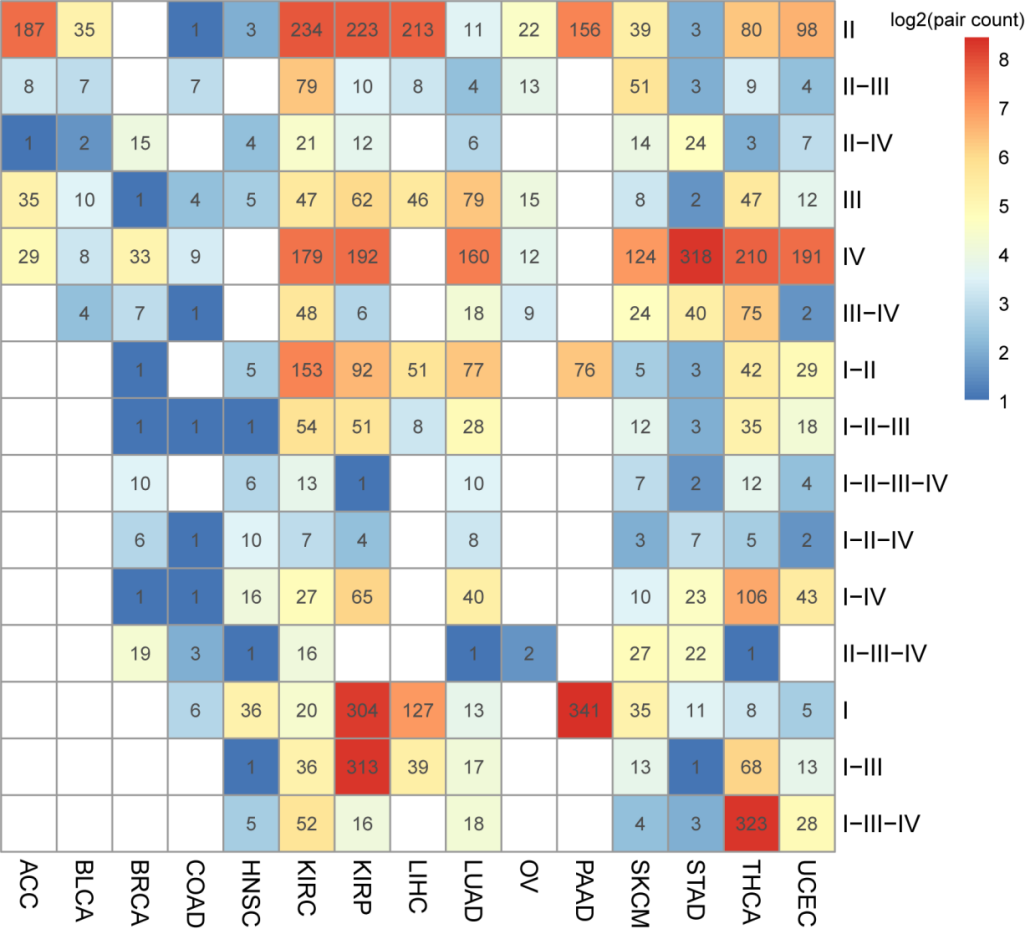 log2(pair count)
187 35 1 3 234 223 213 11 22 156 39 3 80 98 II
8 7 7 79 10 8 4 13 51 3 9 4 II−III
1 2 15 4 21 12 6 14 24 3 7 II−IV
35 10 1 4 5 47 62 46 79 15 8 2 47 12 III
29 8 33 9 179 192 160 12 124 318 210 191 IV
4 7 1 48 6 18 9 24 40 75 2 III−IV
1 5 153 92 51 77 76 5 3 42 29 I−II
1 1 1 54 51 8 28 12 3 35 18 I−II−III
10 6 13 1 10 7 2 12 4 I−II−III−IV
6 1 10 7 4 8 3 7 5 2 I−II−IV
1 1 16 27 65 40 10 23 106 43 I−IV
19 3 1 16 1 2 27 22 1 II−III−IV
6 36 20 304 127 13 341 35 11 8 5 I
1 36 313 39 17 13 1 68 13 I−III
5 52 16 18 4 3 323 28 I−III−IV
ACC BLCA BRCA COAD HNSC KIRC KIRP LIHC LUAD OV PAAD SKCM STAD THCA UCEC
8
7
6
5
4
3
2
1